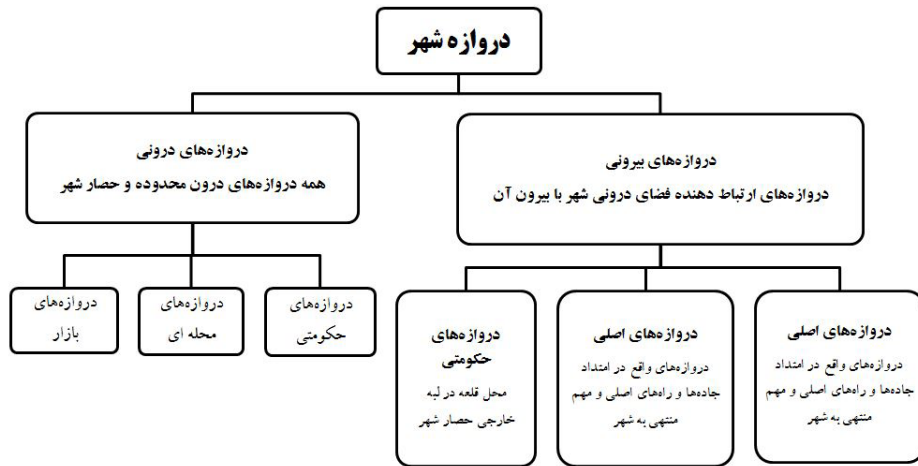 دروازه شهر
دروازه‌های بیرونی
دروازه‌های ارتباط دهنده فضای درونی شهر با بیرون آن
دروازه‌های درونی
همه دروازه‌های درون محدوده و حصار شهر
دروازه‌های اصلی
دروازه‌های واقع در امتداد
جاده‌ها و راه‌های اصلی و مهم
منتهی به شهر
دروازه‌های اصلی
دروازه‌های واقع در امتداد
جاده‌ها و راه‌های اصلی و مهم
منتهی به شهر
دروازه‌های
حکومتی
محل قلعه در لبه
خارجی حصار شهر
دروازه‌های
حکومتی
دروازه‌های
محله ای
دروازه‌های
بازار